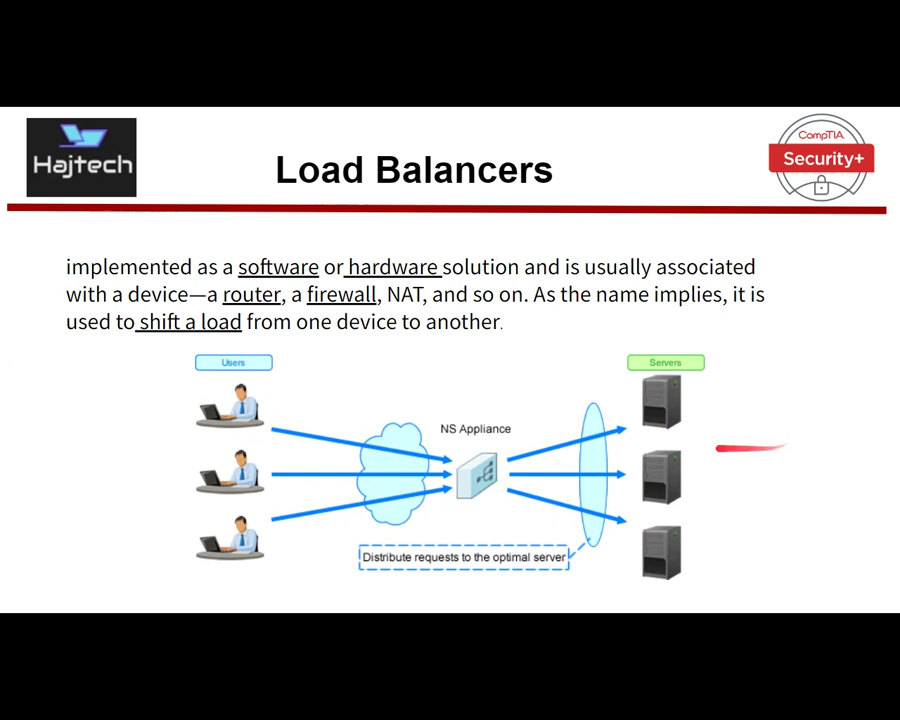 Hajtech
Load Balancers
CompTIA
Security+
implemented as a software or hardware solution and is usually associated
with a device—a router, a firewall, NAT, and so on. As the name implies, it is
used to shift a load from one device to another.
Users
Servers
NS Appliance
Distribute requests to the optimal server